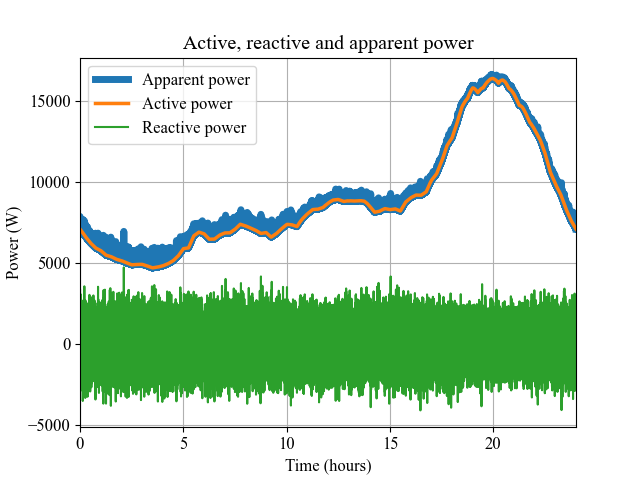 Active, reactive and apparent power
Apparent power
Active power
Reactive power
Power (W)
15000
10000
5000
0
−5000
0 5 10 15 20
Time (hours)